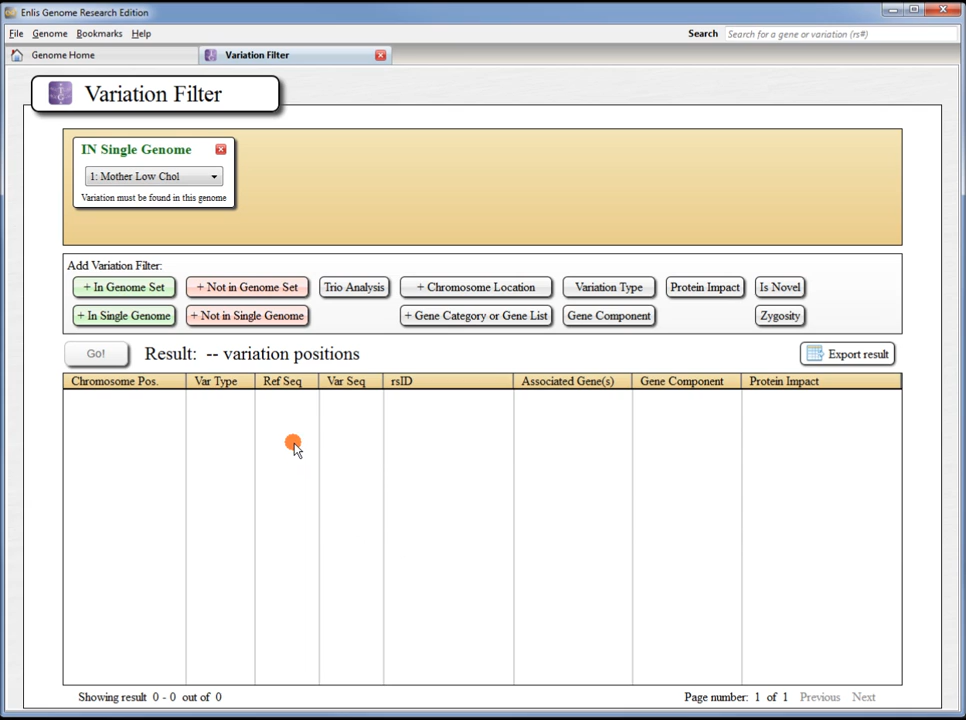 Enlis Genome Research Edition
File Genome Bookmarks Help Search Search for a gene or variation (rs#)
Genome Home Variation Filter
Variation Filter
IN Single Genome
1: Mother Low Chol
Variation must be found in this genome
Add Variation Filter:
+ In Genome Set + Not in Genome Set Trio Analysis + Chromosome Location Variation Type Protein Impact Is Novel
+ In Single Genome + Not in Single Genome + Gene Category or Gene List Gene Component Zygosity
Go! Result: -- variation positions Export result
Chromosome Pos. Var Type Ref Seq Var Seq rsID Associated Gene(s) Gene Component Protein Impact
Showing result 0 - 0 out of 0 Page number: 1 of 1 Previous Next